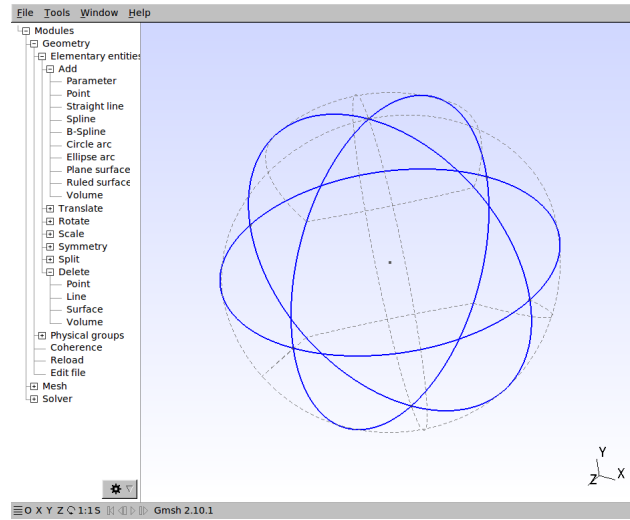 File Tools Window Help
Modules
Geometry
Elementary entities
Add
Parameter
Point
Straight line
Spline
B-Spline
Circle arc
Ellipse arc
Plane surface
Ruled surface
Volume
Translate
Rotate
Scale
Symmetry
Split
Delete
Point
Line
Surface
Volume
Physical groups
Coherence
Reload
Edit file
Mesh
Solver
Y
Z X
O X Y Z 1:1 S Gmsh 2.10.1